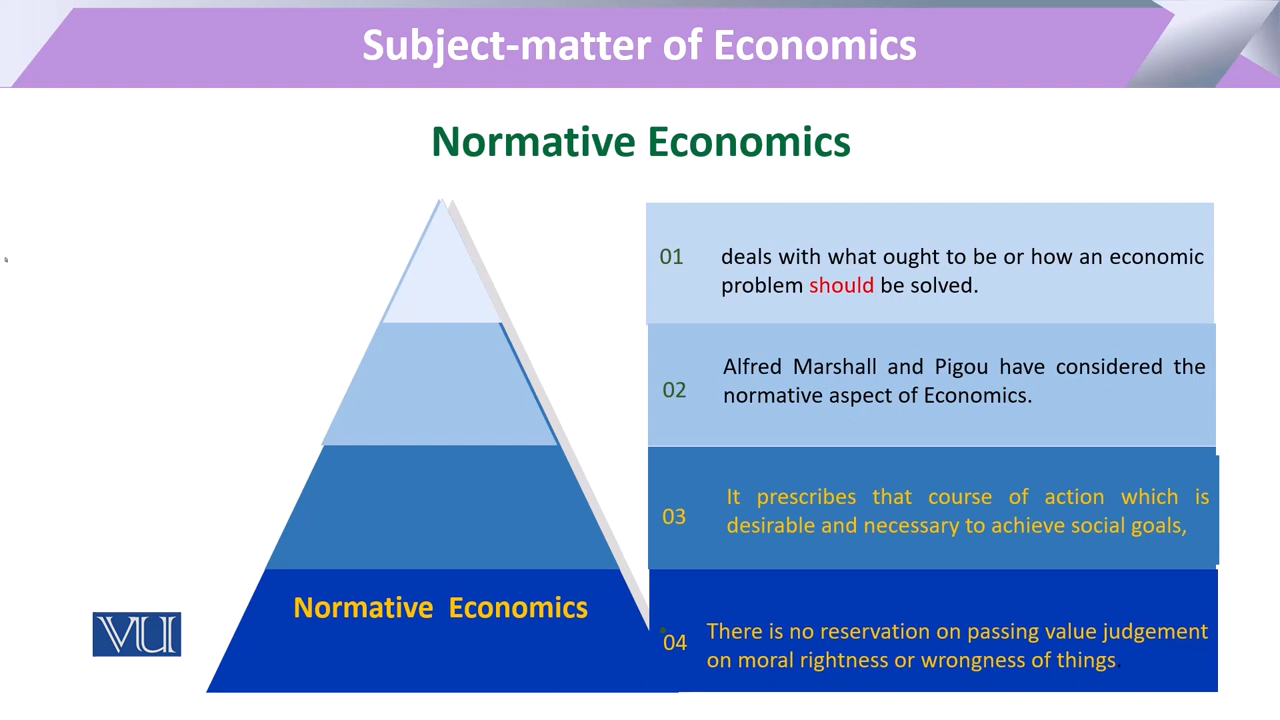 Subject-matter of Economics
Normative Economics
01
deals with what ought to be or how an economic
problem should be solved.
02
Alfred Marshall and Pigou have considered the
normative aspect of Economics.
03
It prescribes that course of action which is
desirable and necessary to achieve social goals,
Normative Economics
04
There is no reservation on passing value judgement
on moral rightness or wrongness of things.
VU